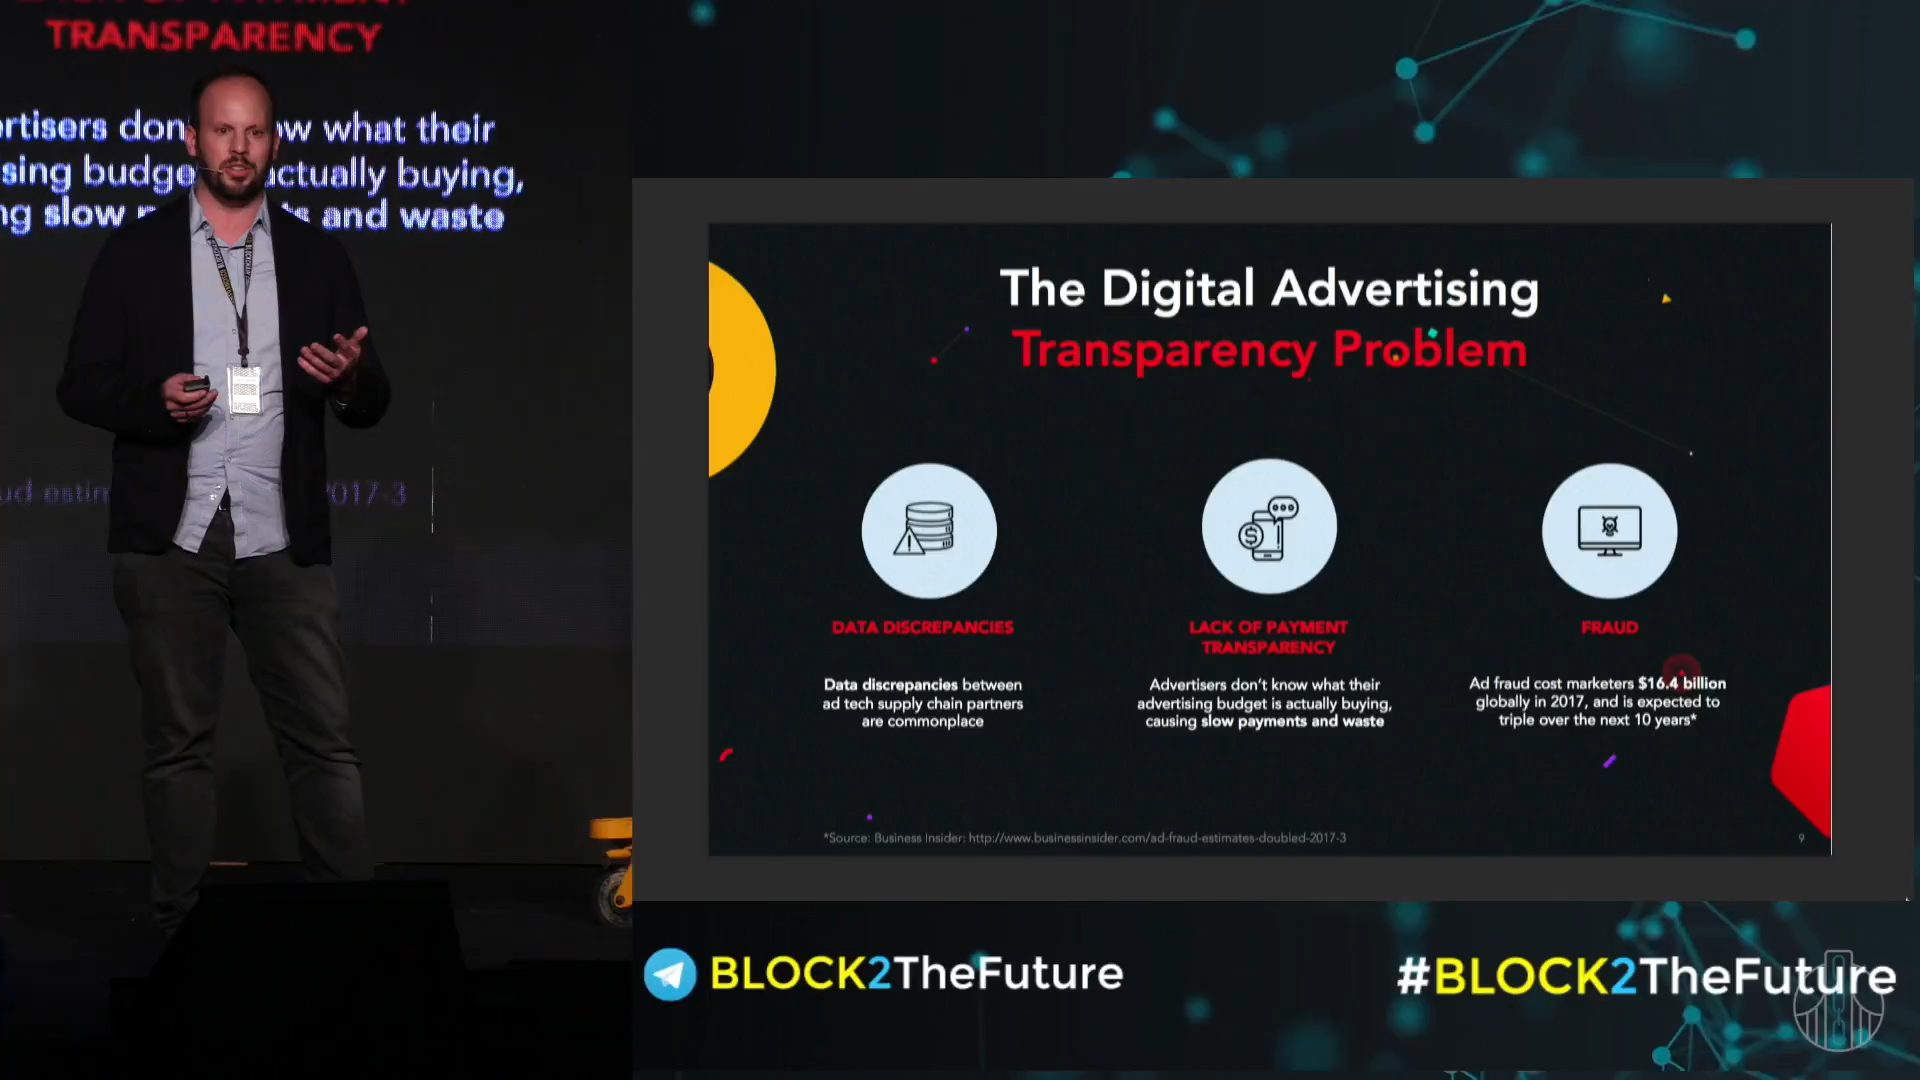 TRANSPARENCY
what their
actually buying,
slow
and waste
2017-3
The Digital Advertising
Transparency Problem
DATA DISCREPANCIES
Data discrepancies between
ad tech supply chain partners
are commonplace
LACK OF PAYMENT
TRANSPARENCY
Advertisers don't know what their
advertising budget is actually buying,
causing slow payments and waste
FRAUD
Ad fraud cost marketers $16.4 billion
globally in 2017, and is expected to
triple over the next 10 years*
*Source: Business Insider: http://www.businessinsider.com/ad-fraud-estimates-doubled-2017-3
9
BLOCK2TheFuture
#BLOCK2TheFuture